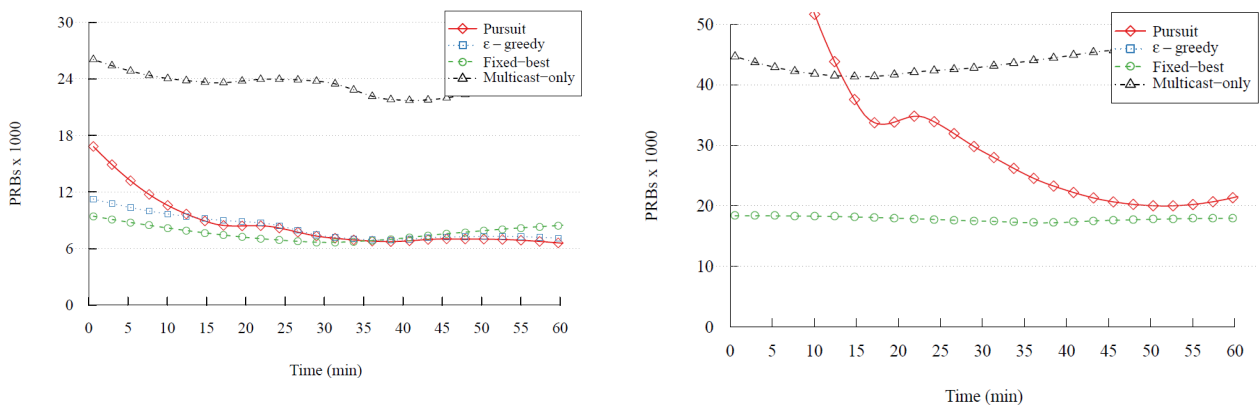 30
24
18
12
6
0
PRBs x 1000
0 5 10 15 20 25 30 35 40 45 50 55 60
Time (min)
Pursuit
ε−greedy
Fixed−best
Multicast−only
50
40
30
20
10
0
PRBs x 1000
0 5 10 15 20 25 30 35 40 45 50 55 60
Time (min)
Pursuit
ε−greedy
Fixed−best
Multicast−only